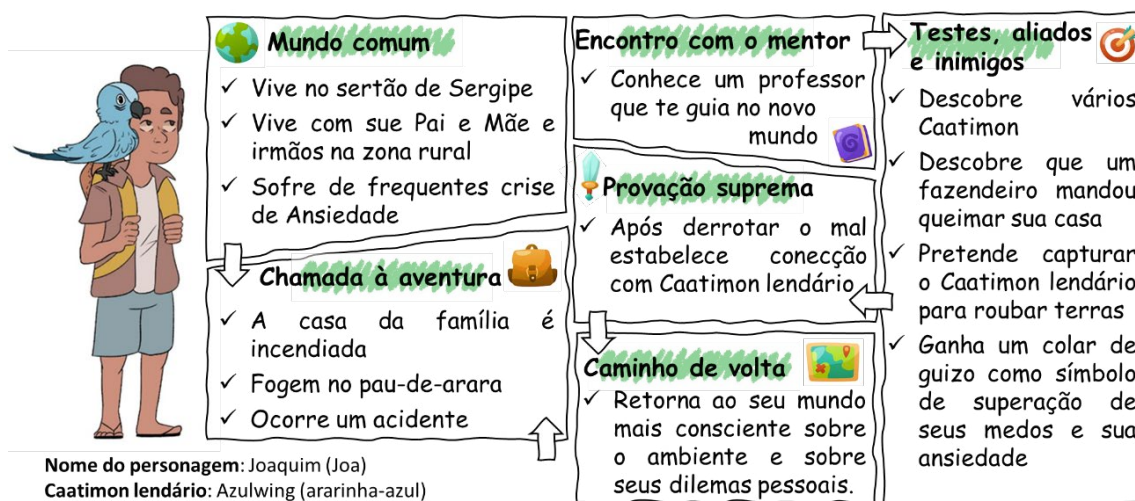 Mundo comum
✓ Vive no sertão de Sergipe
✓ Vive com sue Pai e Mãe e
irmãos na zona rural
✓ Sofre de frequentes crise
de Ansiedade
Chamada à aventura
✓ A casa da família é
incendiada
✓ Fogem no pau-de-arara
✓ Ocorre um acidente
Encontro com o mentor
✓ Conhece um professor
que te guia no novo
mundo
Testes, aliados
e inimigos
✓ Descobre vários
Caatimon
✓ Descobre que um
fazendeiro mandou
queimar sua casa
✓ Pretende capturar
o Caatimon lendário
para roubar terras
✓ Ganha um colar de
guizo como símbolo
de superação de
seus medos e sua
ansiedade
Provação suprema
✓ Após derrotar o mal
estabelece conecção
com Caatimon lendário
Caminho de volta
✓ Retorna ao seu mundo
mais consciente sobre
o ambiente e sobre
seus dilemas pessoais.
Nome do personagem: Joaquim (Joa)
Caatimon lendário: Azulwing (ararinha-azul)